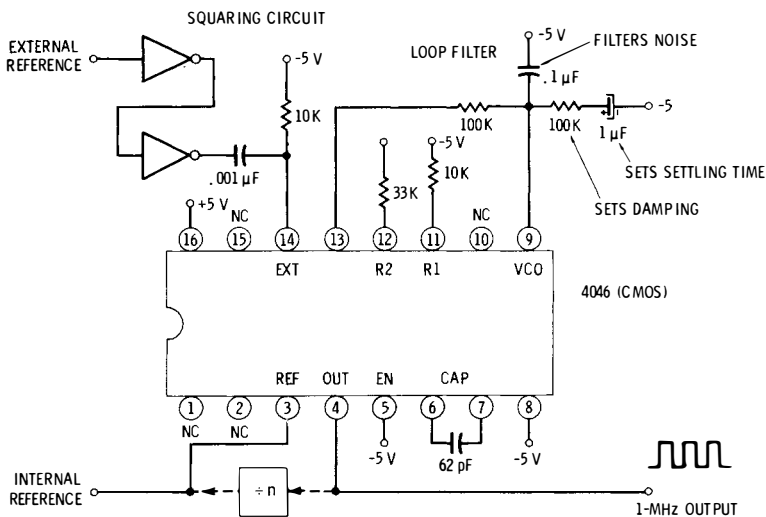 SQUARING CIRCUIT
EXTERNAL
REFERENCE
-5 V
10K
.001 µF
LOOP FILTER
-5 V
FILTERS NOISE
.1 µF
100K
100K
-5
1 µF
+
SETS SETTLING TIME
SETS DAMPING
-5 V
33K
10K
+5 V
NC
NC
16
15
14
13
12
11
10
9
EXT
R2
R1
VCO
4046 (CMOS)
REF
OUT
EN
CAP
1
2
3
4
5
6
7
8
NC
NC
-5 V
62 pF
-5 V
INTERNAL
REFERENCE
÷n
1-MHz OUTPUT